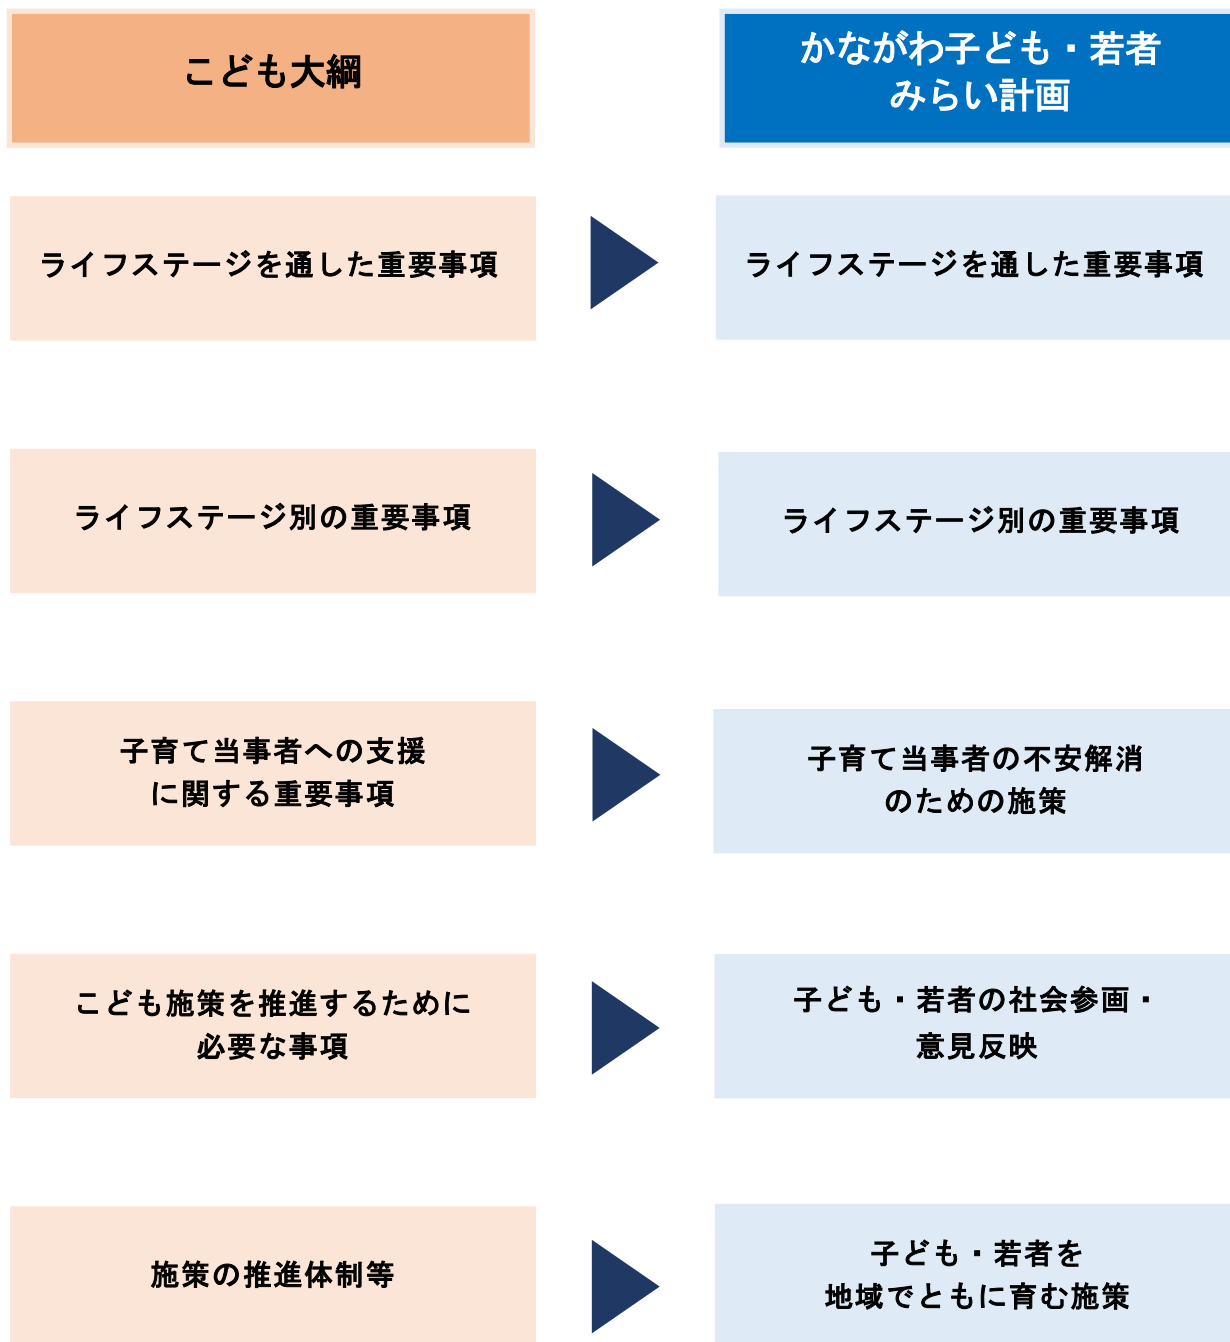 こども大綱
かながわ子ども・若者
みらい計画
ライフステージを通した重要事項
ライフステージを通した重要事項
ライフステージ別の重要事項
ライフステージ別の重要事項
子育て当事者への支援
に関する重要事項
子育て当事者の不安解消
のための施策
こども施策を推進するために
必要な事項
子ども・若者の社会参画・
意見反映
施策の推進体制等
子ども・若者を
地域でともに育む施策